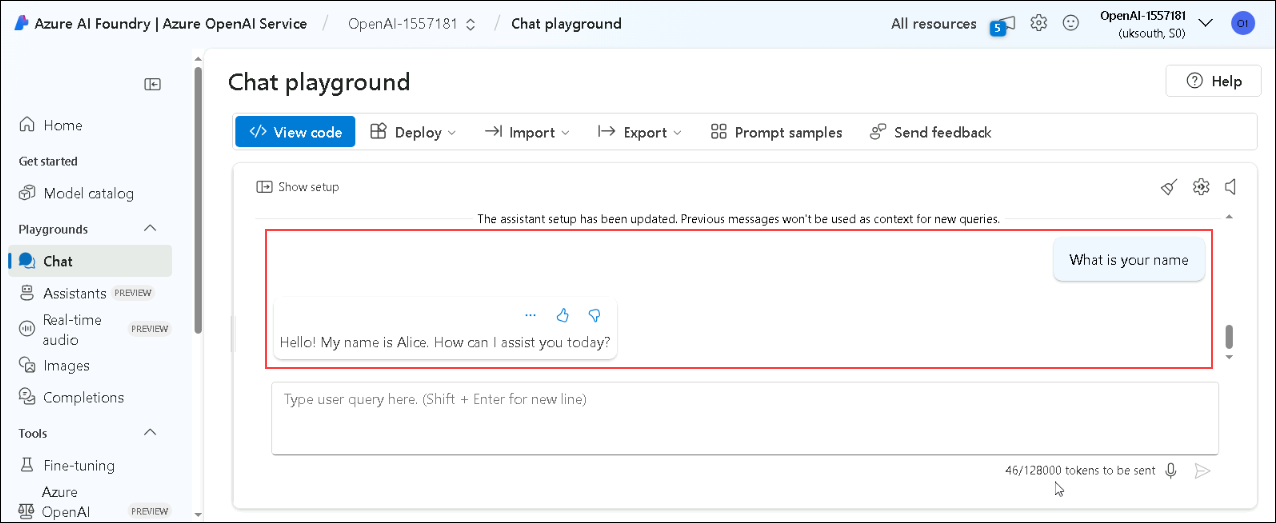 Azure AI Foundry | Azure OpenAI Service / OpenAI-1557181 / Chat playground All resources 5 OpenAI-1557181 (uksouth, S0) OI
Chat playground
Help
Home
Get started
Model catalog
Playgrounds
Chat
Assistants PREVIEW
Real-time audio PREVIEW
Images
Completions
Tools
Fine-tuning
Azure OpenAI PREVIEW
View code Deploy Import Export Prompt samples Send feedback
Show setup
The assistant setup has been updated. Previous messages won't be used as context for new queries.
What is your name
Hello! My name is Alice. How can I assist you today?
Type user query here. (Shift + Enter for new line)
46/128000 tokens to be sent